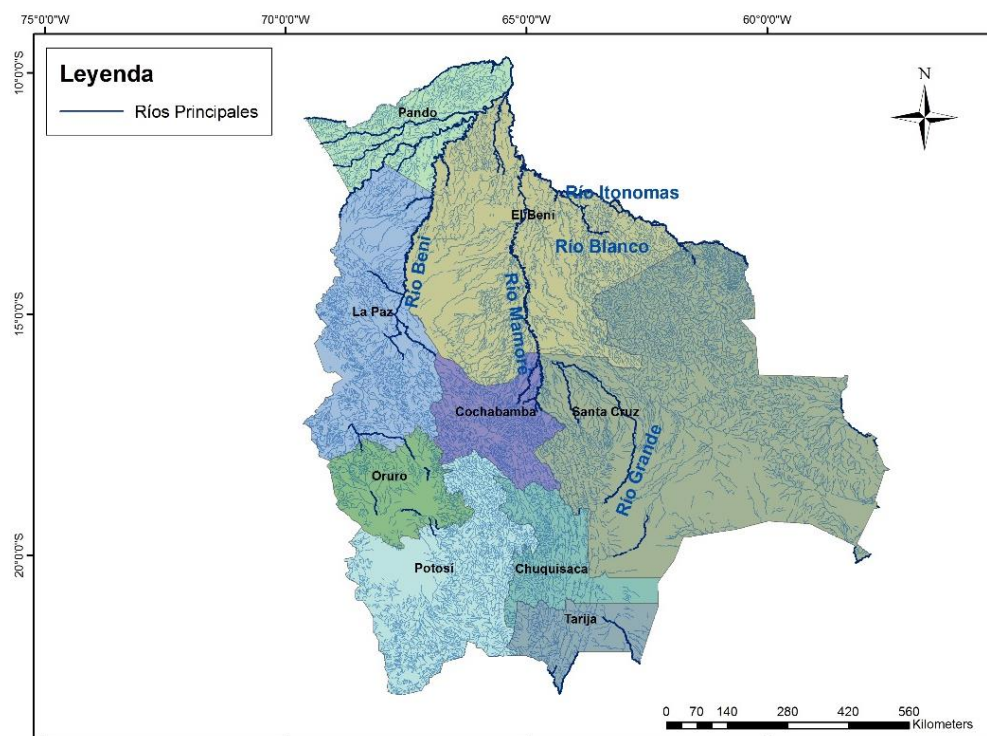 75°0'0"W
70°0'0"W
65°0'0"W
60°0'0"W
10°0'0"S
15°0'0"S
20°0'0"S
Leyenda
Ríos Principales
N
Pando
Río Itonomas
El Beni
Río Blanco
Río Beni
Río Mamore
La Paz
Cochabamba
Santa Cruz
Río Grande
Oruro
Potosí
Chuquisaca
Tarija
0 70 140 280 420 560
Kilometers